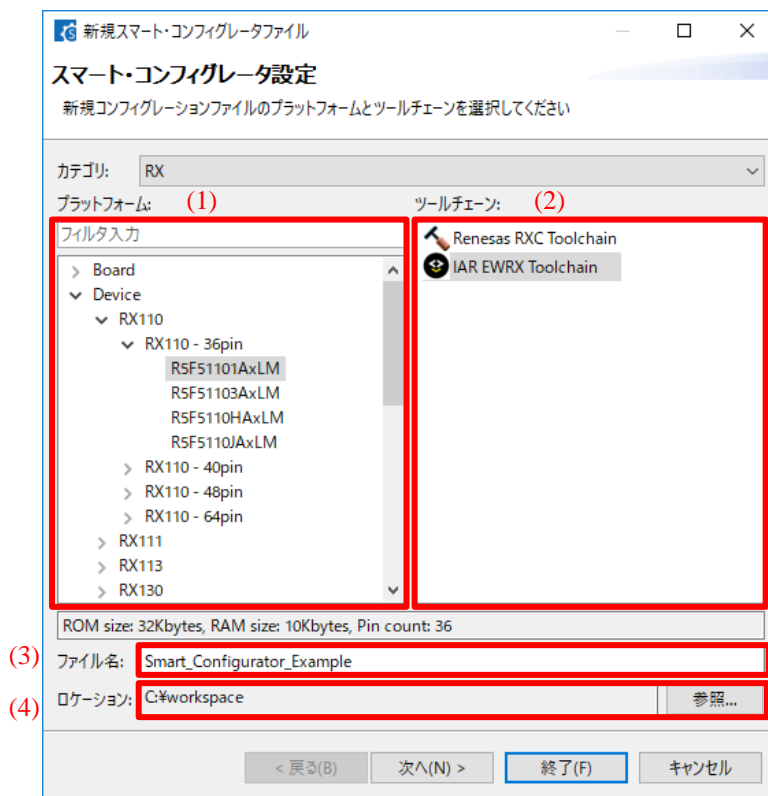 新規スマート・コンフィグレータファイル
スマート・コンフィグレータ設定
新規コンフィグレーションファイルのプラットフォームとツールチェーンを選択してください
カテゴリ: RX
プラットフォーム: (1) ツールチェーン: (2)
フィルタ入力
Renesas RXC Toolchain
IAR EWRX Toolchain
Board
Device
RX110
RX110 - 36pin
R5F51101AxLM
R5F51103AxLM
R5F5110HAxLM
R5F5110JAxLM
RX110 - 40pin
RX110 - 48pin
RX110 - 64pin
RX111
RX113
RX130
ROM size: 32Kbytes, RAM size: 10Kbytes, Pin count: 36
(3) ファイル名: Smart_Configurator_Example
(4) ロケーション: C:¥workspace 参照...
< 戻る(B) 次へ(N) > 終了(F) キャンセル